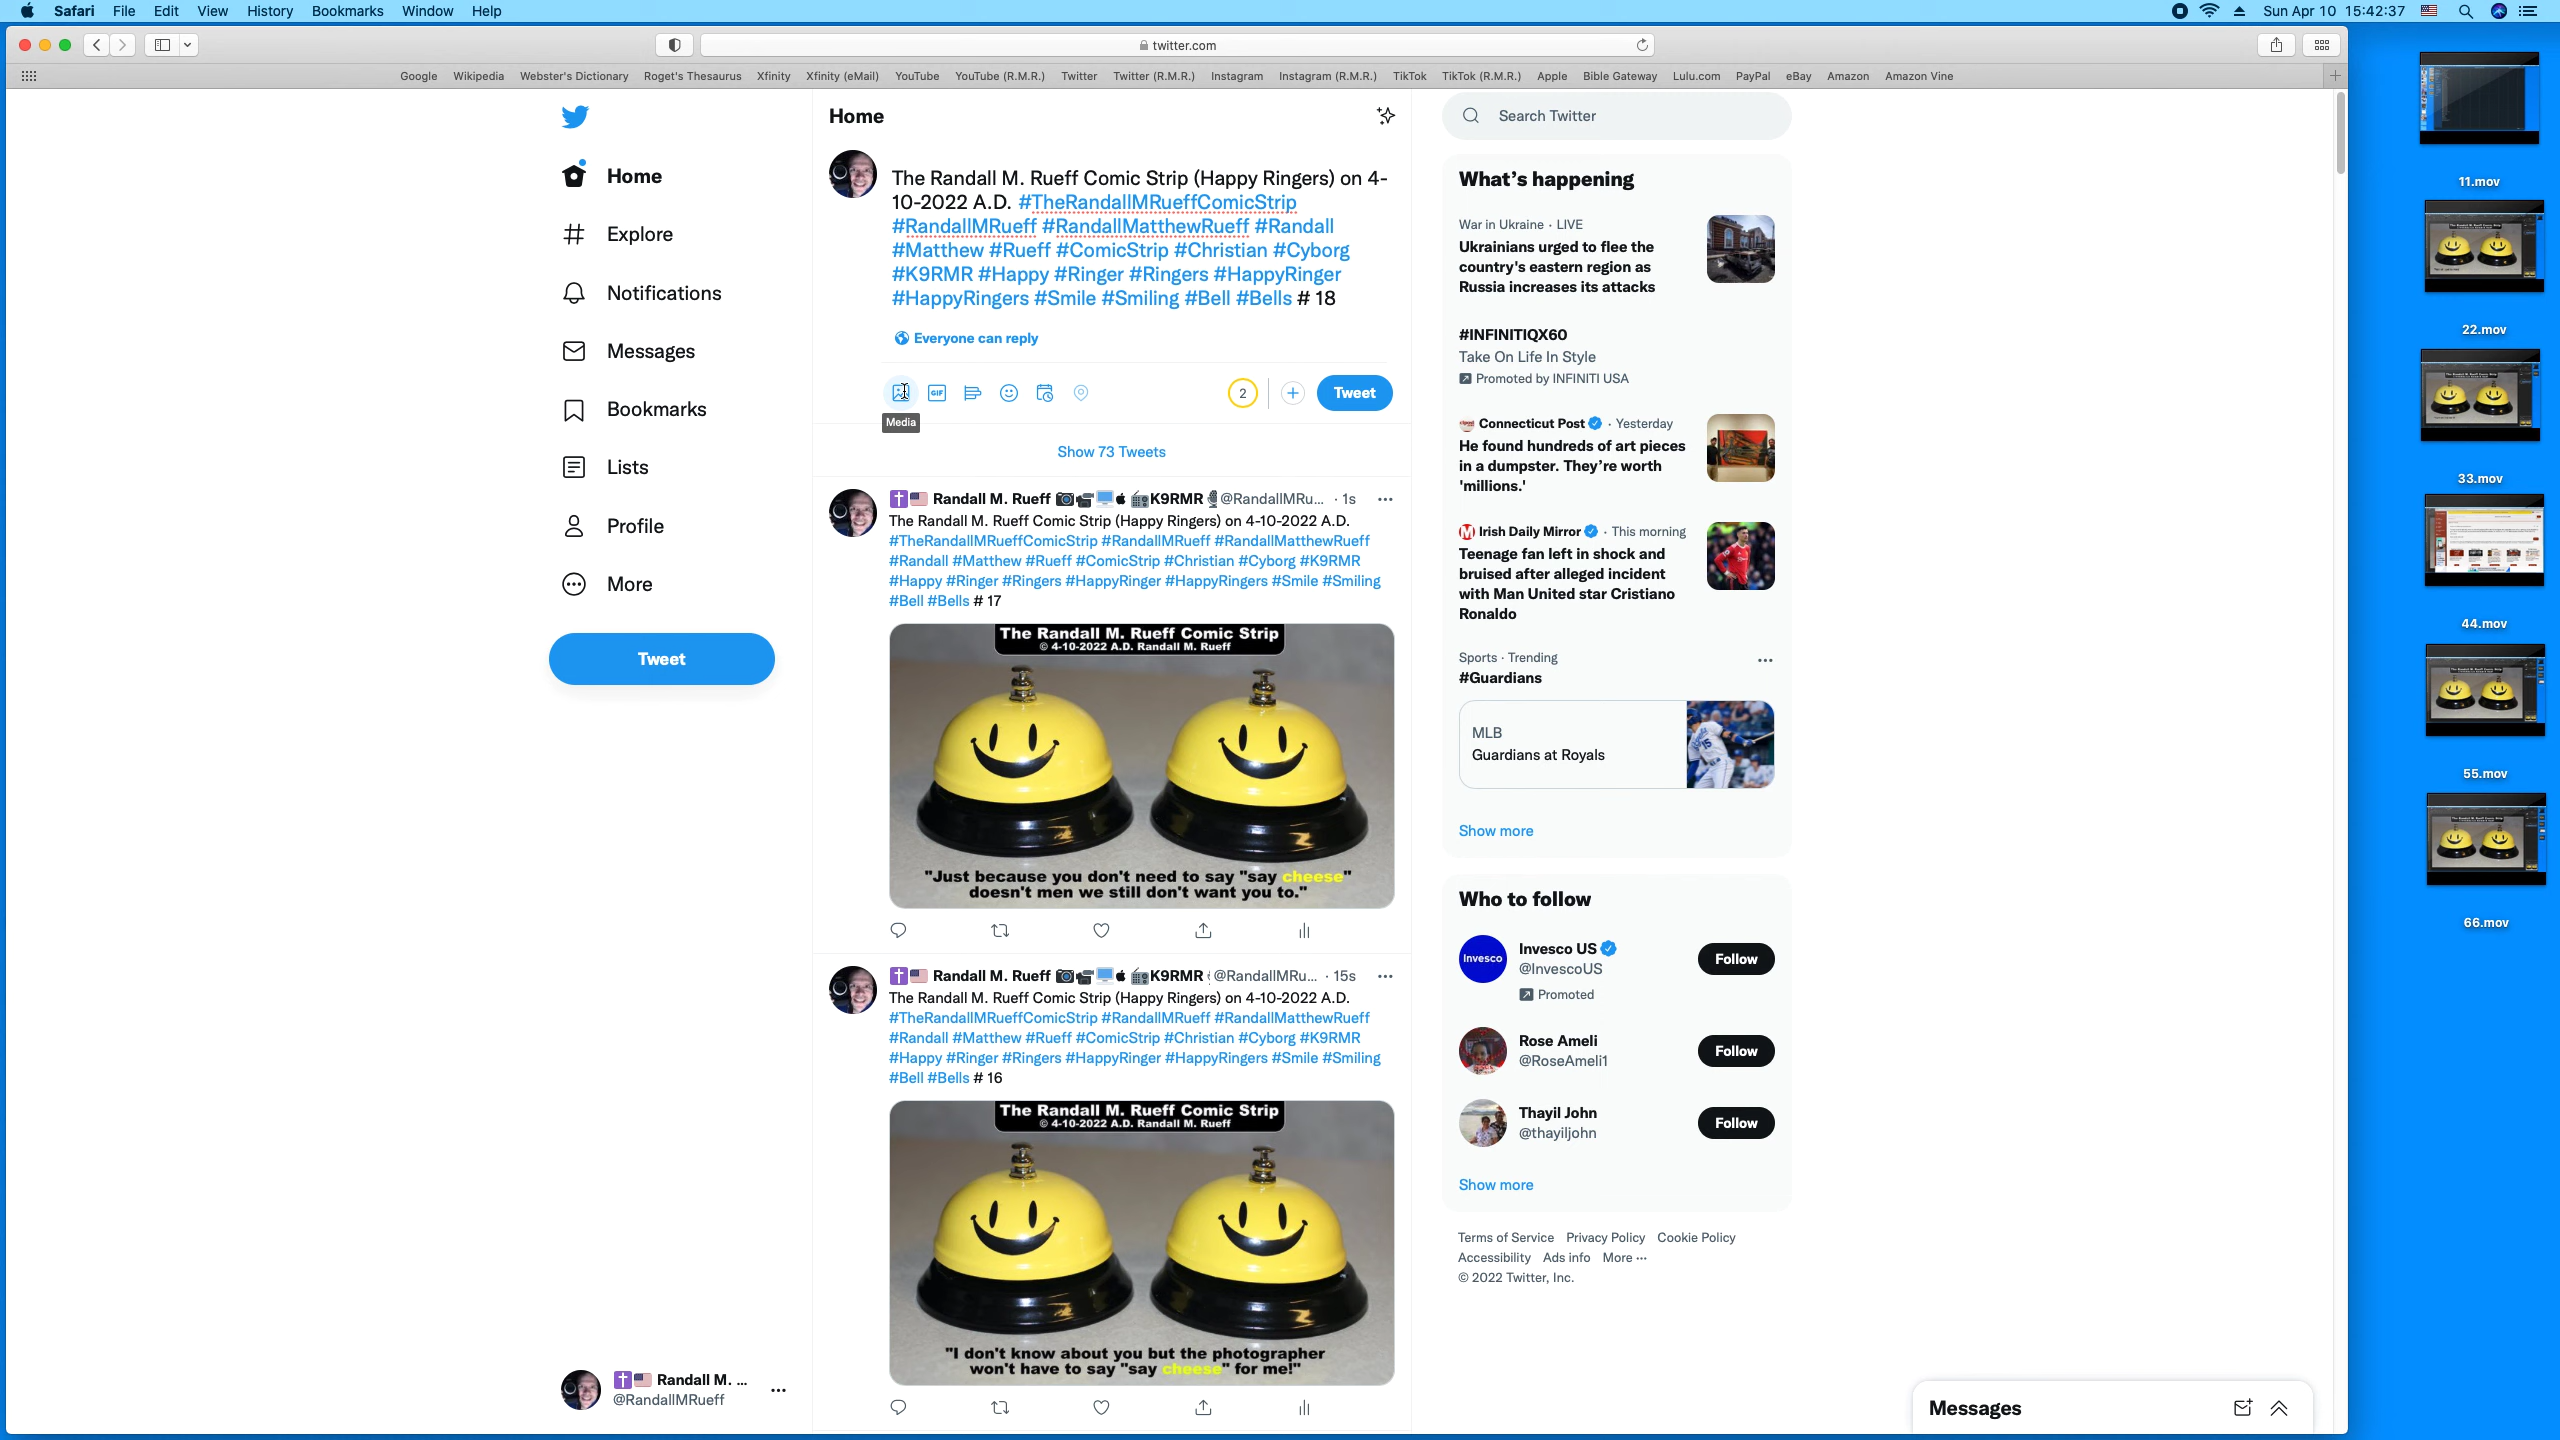 Safari File Edit View History Bookmarks Window Help
Sun Apr 10 15:42:37
twitter.com
Google Wikipedia Webster's Dictionary Roget's Thesaurus Xfinity Xfinity (eMail) YouTube YouTube (R.M.R.) Twitter Twitter (R.M.R.) Instagram Instagram (R.M.R.) TikTok TikTok (R.M.R.) Apple Bible Gateway Lulu.com PayPal eBay Amazon Amazon Vine
Home
Explore
Notifications
Messages
Bookmarks
Lists
Profile
More
Tweet
Randall M. ...
@RandallMRueff
Home
The Randall M. Rueff Comic Strip (Happy Ringers) on 4-
10-2022 A.D. #TheRandallMRueffComicStrip
#RandallMRueff #RandallMatthewRueff #Randall
#Matthew #Rueff #ComicStrip #Christian #Cyborg
#K9RMR #Happy #Ringer #Ringers #HappyRinger
#HappyRingers #Smile #Smiling #Bell #Bells # 18
Everyone can reply
GIF
2
Tweet
Media
Show 73 Tweets
Randall M. Rueff K9RMR @RandallMRu... · 1s
The Randall M. Rueff Comic Strip (Happy Ringers) on 4-10-2022 A.D.
#TheRandallMRueffComicStrip #RandallMRueff #RandallMatthewRueff
#Randall #Matthew #Rueff #ComicStrip #Christian #Cyborg #K9RMR
#Happy #Ringer #Ringers #HappyRinger #HappyRingers #Smile #Smiling
#Bell #Bells # 17
The Randall M. Rueff Comic Strip
© 4-10-2022 A.D. Randall M. Rueff
"Just because you don't need to say "say cheese"
doesn't men we still don't want you to."
Randall M. Rueff K9RMR @RandallMRu... · 15s
The Randall M. Rueff Comic Strip (Happy Ringers) on 4-10-2022 A.D.
#TheRandallMRueffComicStrip #RandallMRueff #RandallMatthewRueff
#Randall #Matthew #Rueff #ComicStrip #Christian #Cyborg #K9RMR
#Happy #Ringer #Ringers #HappyRinger #HappyRingers #Smile #Smiling
#Bell #Bells # 16
The Randall M. Rueff Comic Strip
© 4-10-2022 A.D. Randall M. Rueff
"I don't know about you but the photographer
won't have to say "say cheese" for me!"
Search Twitter
What's happening
War in Ukraine · LIVE
Ukrainians urged to flee the
country's eastern region as
Russia increases its attacks
#INFINITIQX60
Take On Life In Style
Promoted by INFINITI USA
Connecticut Post · Yesterday
He found hundreds of art pieces
in a dumpster. They're worth
'millions.'
Irish Daily Mirror · This morning
Teenage fan left in shock and
bruised after alleged incident
with Man United star Cristiano
Ronaldo
Sports · Trending
#Guardians
MLB
Guardians at Royals
15
Show more
Who to follow
Invesco
Invesco US
@InvescoUS
Promoted
Follow
Rose Ameli
@RoseAmeli1
Follow
Thayil John
@thayiljohn
Follow
Show more
Terms of Service Privacy Policy Cookie Policy
Accessibility Ads info More ...
© 2022 Twitter, Inc.
Messages
11.mov
22.mov
33.mov
44.mov
55.mov
66.mov